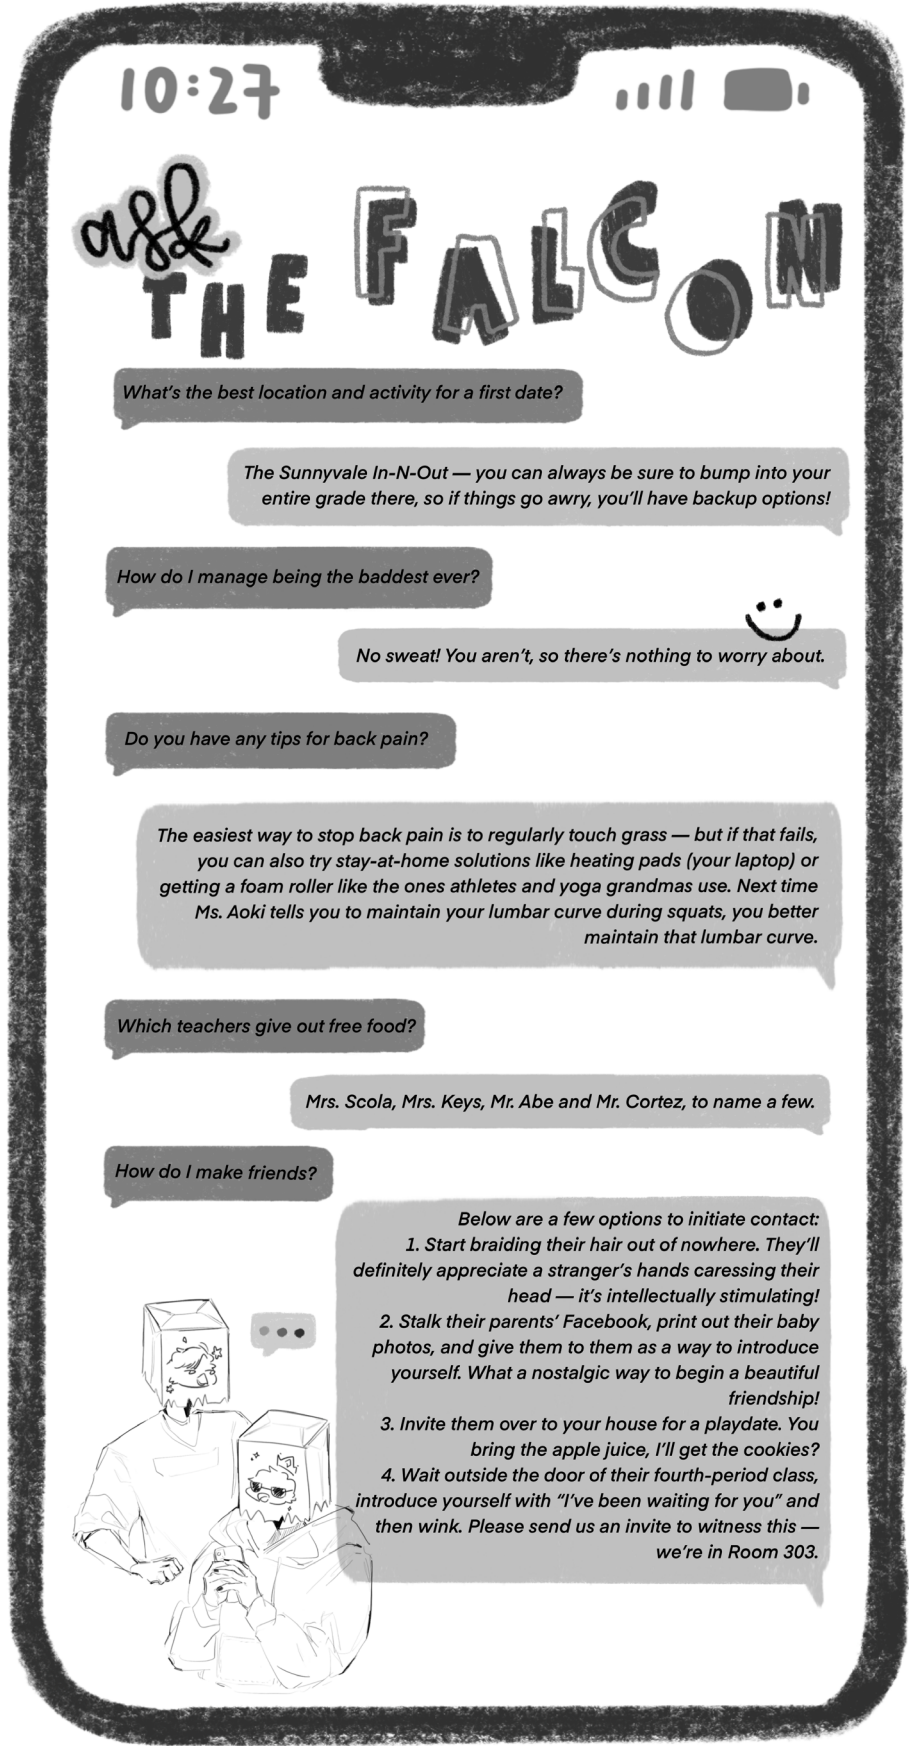 10:27
ask
THE FALCON
What's the best location and activity for a first date?
The Sunnyvale In-N-Out — you can always be sure to bump into your
entire grade there, so if things go awry, you'll have backup options!
How do I manage being the baddest ever?
No sweat! You aren't, so there's nothing to worry about.
Do you have any tips for back pain?
The easiest way to stop back pain is to regularly touch grass — but if that fails,
you can also try stay-at-home solutions like heating pads (your laptop) or
getting a foam roller like the ones athletes and yoga grandmas use. Next time
Ms. Aoki tells you to maintain your lumbar curve during squats, you better
maintain that lumbar curve.
Which teachers give out free food?
Mrs. Scola, Mrs. Keys, Mr. Abe and Mr. Cortez, to name a few.
How do I make friends?
Below are a few options to initiate contact:
1. Start braiding their hair out of nowhere. They'll
definitely appreciate a stranger's hands caressing their
head — it's intellectually stimulating!
2. Stalk their parents' Facebook, print out their baby
photos, and give them to them as a way to introduce
yourself. What a nostalgic way to begin a beautiful
friendship!
3. Invite them over to your house for a playdate. You
bring the apple juice, I'll get the cookies?
4. Wait outside the door of their fourth-period class,
introduce yourself with "I've been waiting for you" and
then wink. Please send us an invite to witness this —
we're in Room 303.